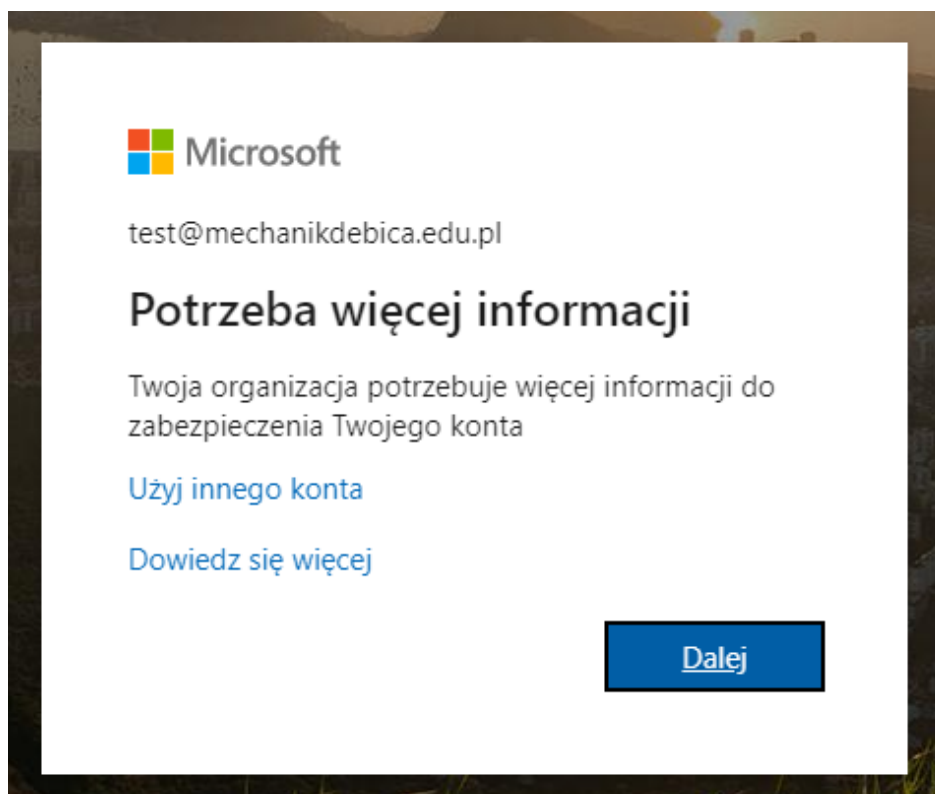 Microsoft
test@mechanikdebica.edu.pl
Potrzeba więcej informacji
Twoja organizacja potrzebuje więcej informacji do
zabezpieczenia Twojego konta
Użyj innego konta
Dowiedz się więcej
Dalej